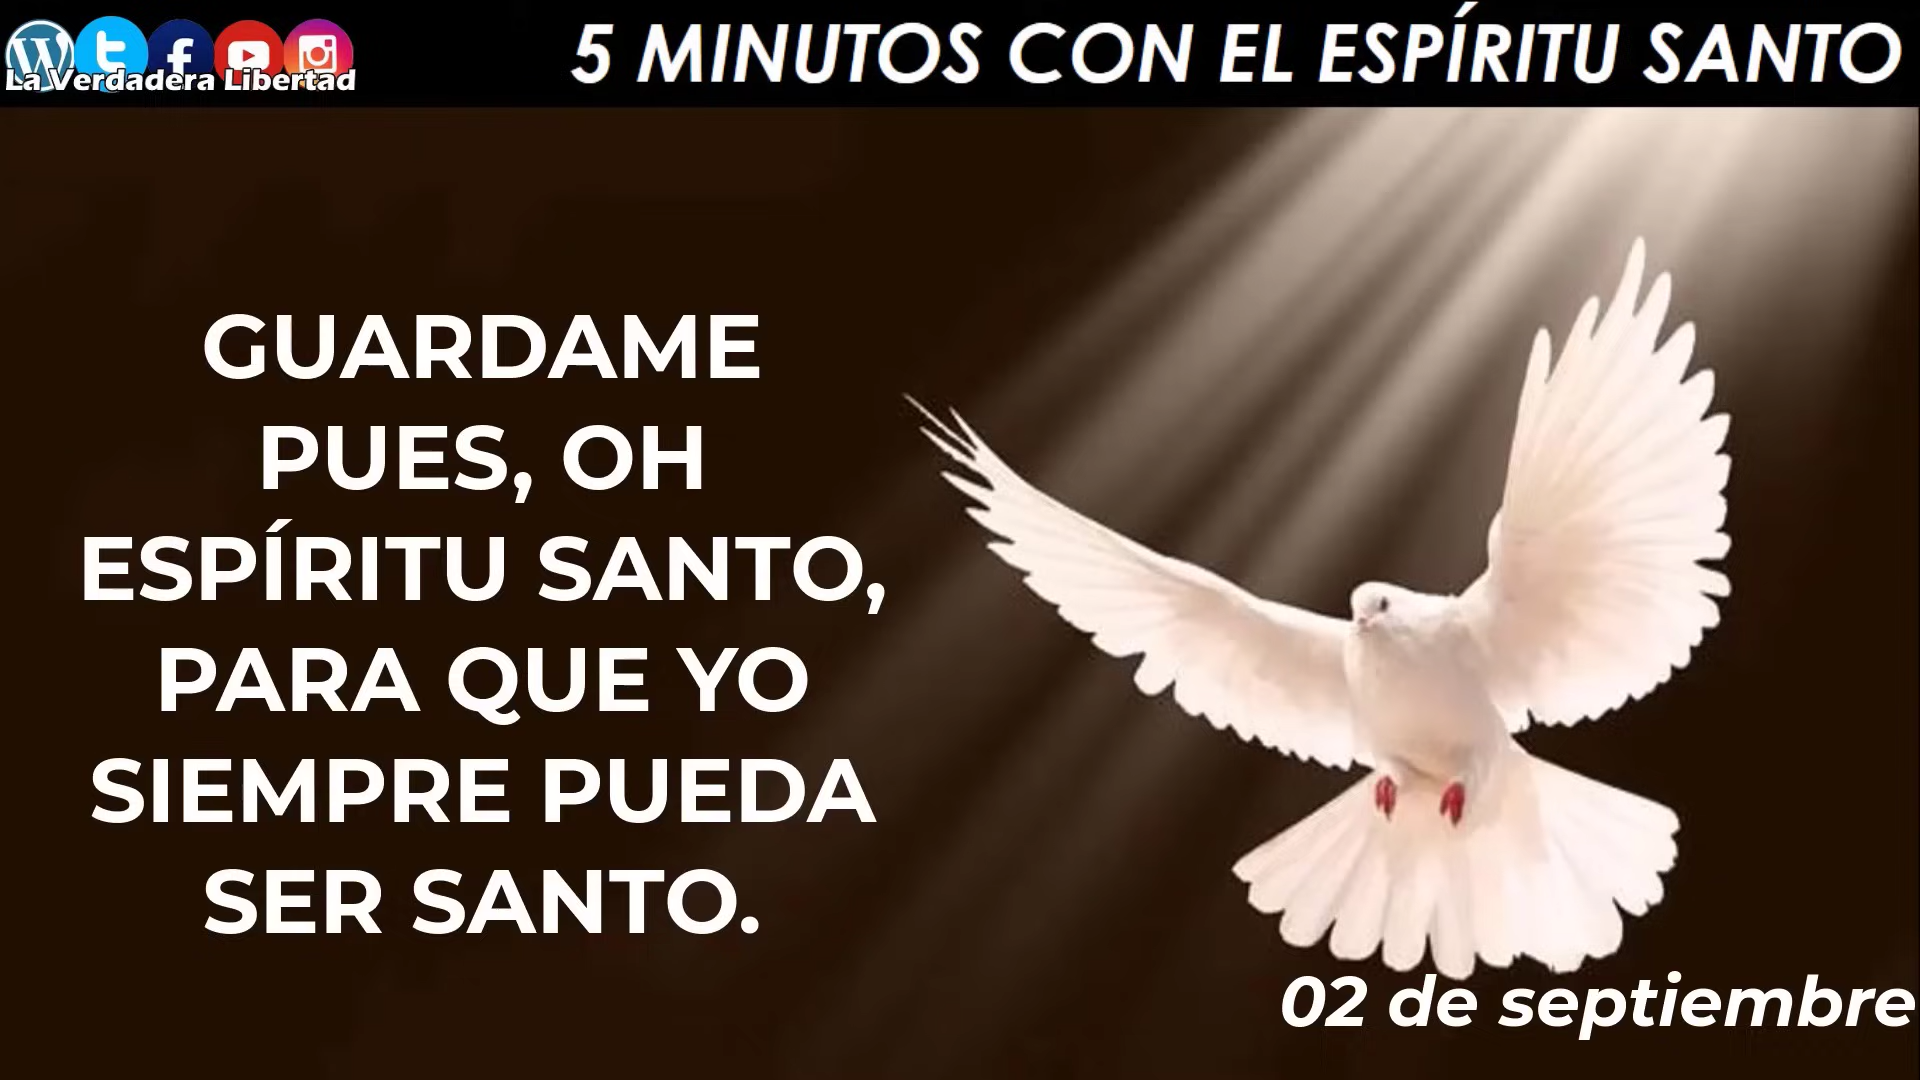 5 MINUTOS CON EL ESPÍRITU SANTO
La Verdadera Libertad
GUARDAME
PUES, OH
ESPÍRITU SANTO,
PARA QUE YO
SIEMPRE PUEDA
SER SANTO.
02 de septiembre